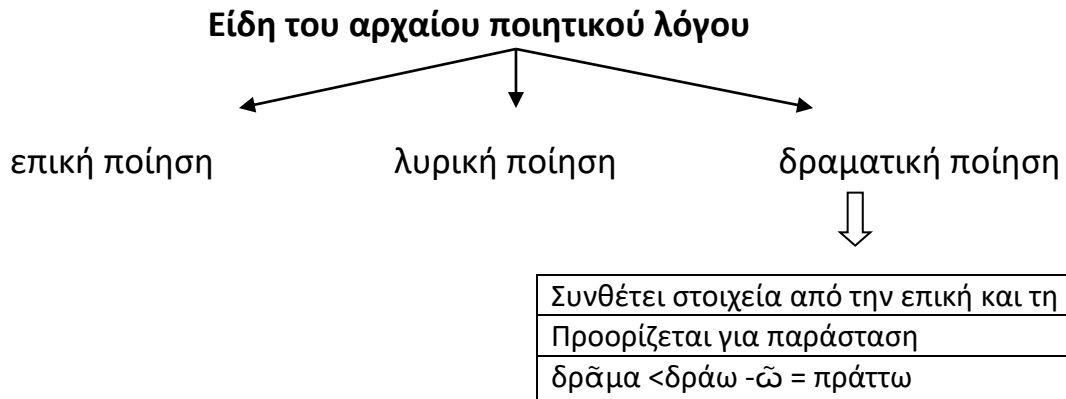 Είδη του αρχαίου ποιητικού λόγου
επική ποίηση λυρική ποίηση δραματική ποίηση
Συνθέτει στοιχεία από την επική και τη
Προορίζεται για παράσταση
δρᾶμα <δράω -ῶ = πράττω